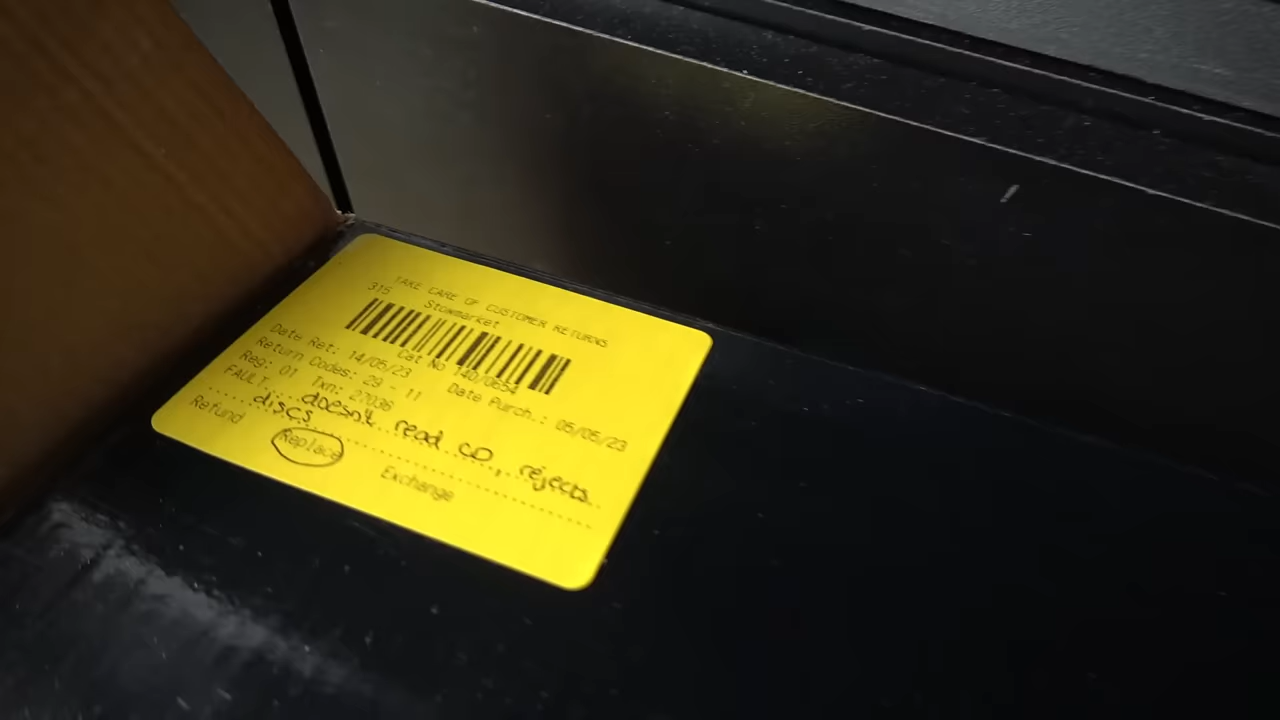 TAKE CARE OF CUSTOMER RETURNS
315 Stowmarket
Cat No 140/0654
Date Ret: 14/05/23 Date Purch.: 05/05/23
Return Codes: 29 - 11
Reg: 01 Txn: 27036
FAULT.... doesn't read CD, rejects
discs
Refund Replace Exchange